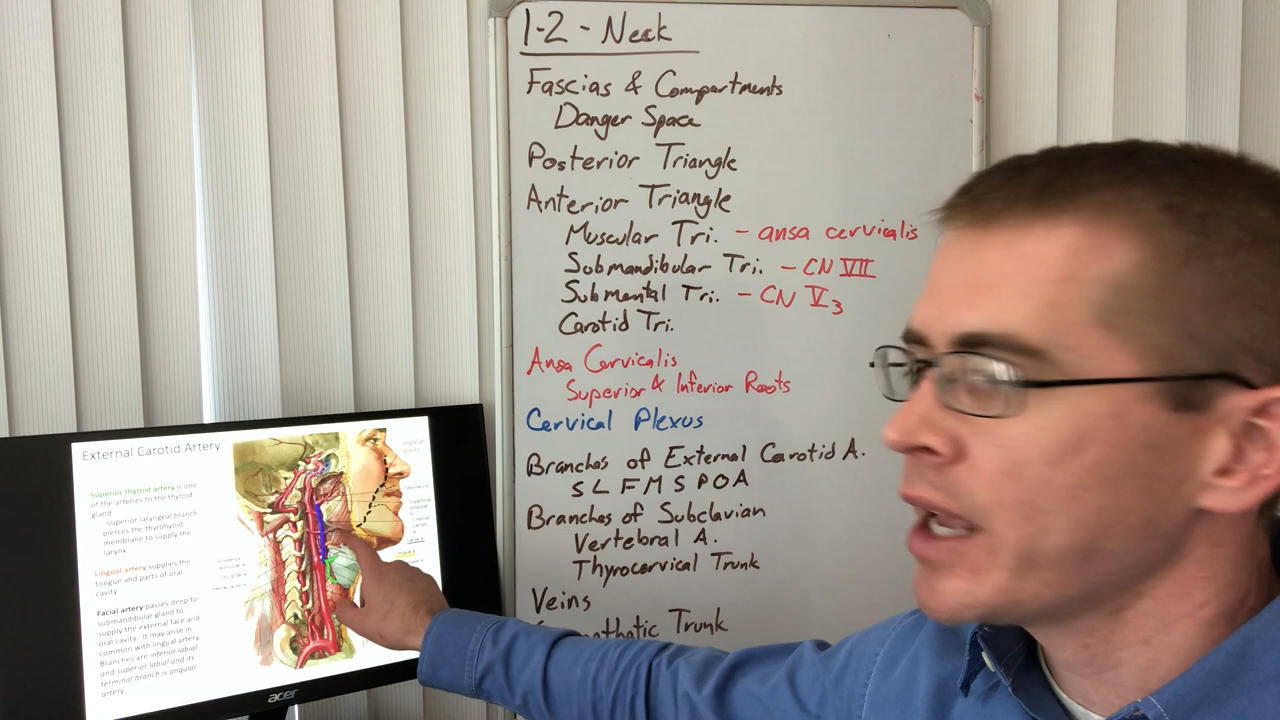 1-2 - Neck
Fascias & Compartments
Danger Space
Posterior Triangle
Anterior Triangle
Muscular Tri. - ansa cervicalis
Submandibular Tri. - CN VII
Submental Tri. - CN V3
Carotid Tri.
Ansa Cervicalis
Superior & Inferior Roots
Cervical Plexus
Branches of External Carotid A.
S L F M S P O A
Branches of Subclavian
Vertebral A.
Thyrocervical Trunk
Veins
Trunk
External Carotid Artery
Superior thyroid artery is one
of the arteries to the thyroid
gland
superior laryngeal branch
pierces the thyrohyoid
membrane to supply the
larynx
Lingual artery supplies the
tongue and parts of oral
cavity
Facial artery passes deep to
submandibular gland to
supply the external face and
oral cavity. It may arise in
common with lingual artery
Branches are inferior labial
and superior labial and its
terminal branch is angular
artery
acer